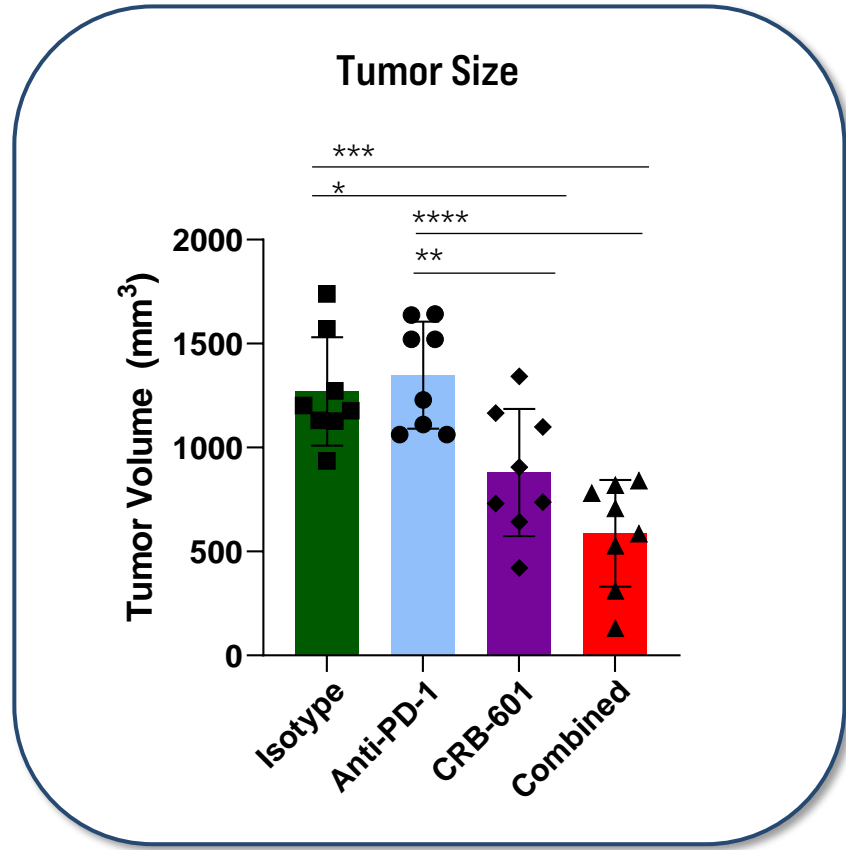 Tumor Size
***
*
****
**
Tumor Volume (mm³)
2000
1500
1000
500
0
Isotype
Anti-PD-1
CRB-601
Combined